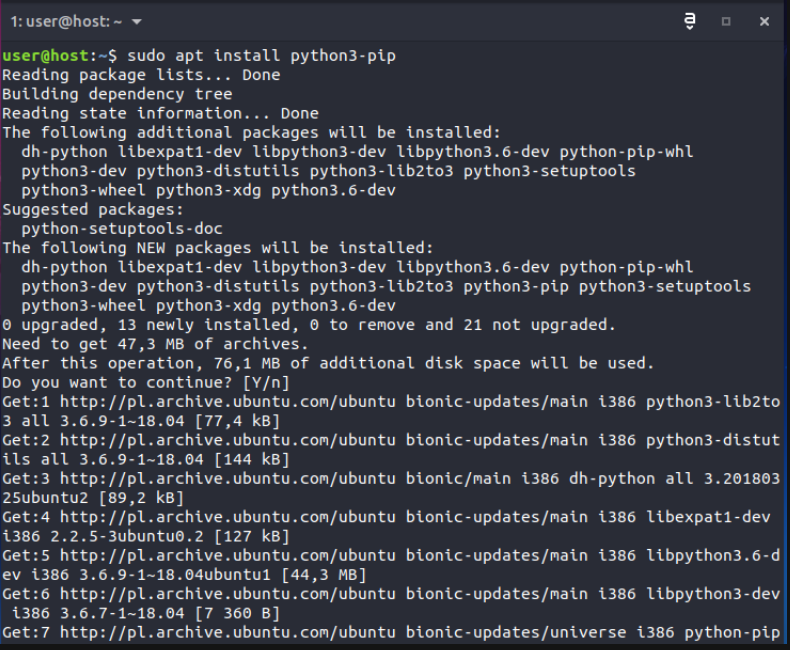 1: user@host: ~
user@host:~$ sudo apt install python3-pip
Reading package lists... Done
Building dependency tree
Reading state information... Done
The following additional packages will be installed:
  dh-python libexpat1-dev libpython3-dev libpython3.6-dev python-pip-whl
  python3-dev python3-distutils python3-lib2to3 python3-setuptools
  python3-wheel python3-xdg python3.6-dev
Suggested packages:
  python-setuptools-doc
The following NEW packages will be installed:
  dh-python libexpat1-dev libpython3-dev libpython3.6-dev python-pip-whl
  python3-dev python3-distutils python3-lib2to3 python3-pip python3-setuptools
  python3-wheel python3-xdg python3.6-dev
0 upgraded, 13 newly installed, 0 to remove and 21 not upgraded.
Need to get 47,3 MB of archives.
After this operation, 76,1 MB of additional disk space will be used.
Do you want to continue? [Y/n]
Get:1 http://pl.archive.ubuntu.com/ubuntu bionic-updates/main i386 python3-lib2to
3 all 3.6.9-1~18.04 [77,4 kB]
Get:2 http://pl.archive.ubuntu.com/ubuntu bionic-updates/main i386 python3-distut
ils all 3.6.9-1~18.04 [144 kB]
Get:3 http://pl.archive.ubuntu.com/ubuntu bionic/main i386 dh-python all 3.201803
25ubuntu2 [89,2 kB]
Get:4 http://pl.archive.ubuntu.com/ubuntu bionic-updates/main i386 libexpat1-dev
i386 2.2.5-3ubuntu0.2 [127 kB]
Get:5 http://pl.archive.ubuntu.com/ubuntu bionic-updates/main i386 libpython3.6-d
ev i386 3.6.9-1~18.04ubuntu1 [44,3 MB]
Get:6 http://pl.archive.ubuntu.com/ubuntu bionic-updates/main i386 libpython3-dev
 i386 3.6.7-1~18.04 [7 360 B]
Get:7 http://pl.archive.ubuntu.com/ubuntu bionic-updates/universe i386 python-pip